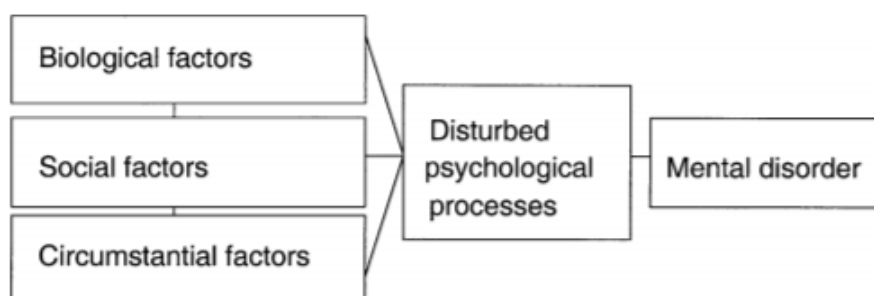 Biological factors
Social factors
Circumstantial factors
Disturbed
psychological
processes
Mental disorder